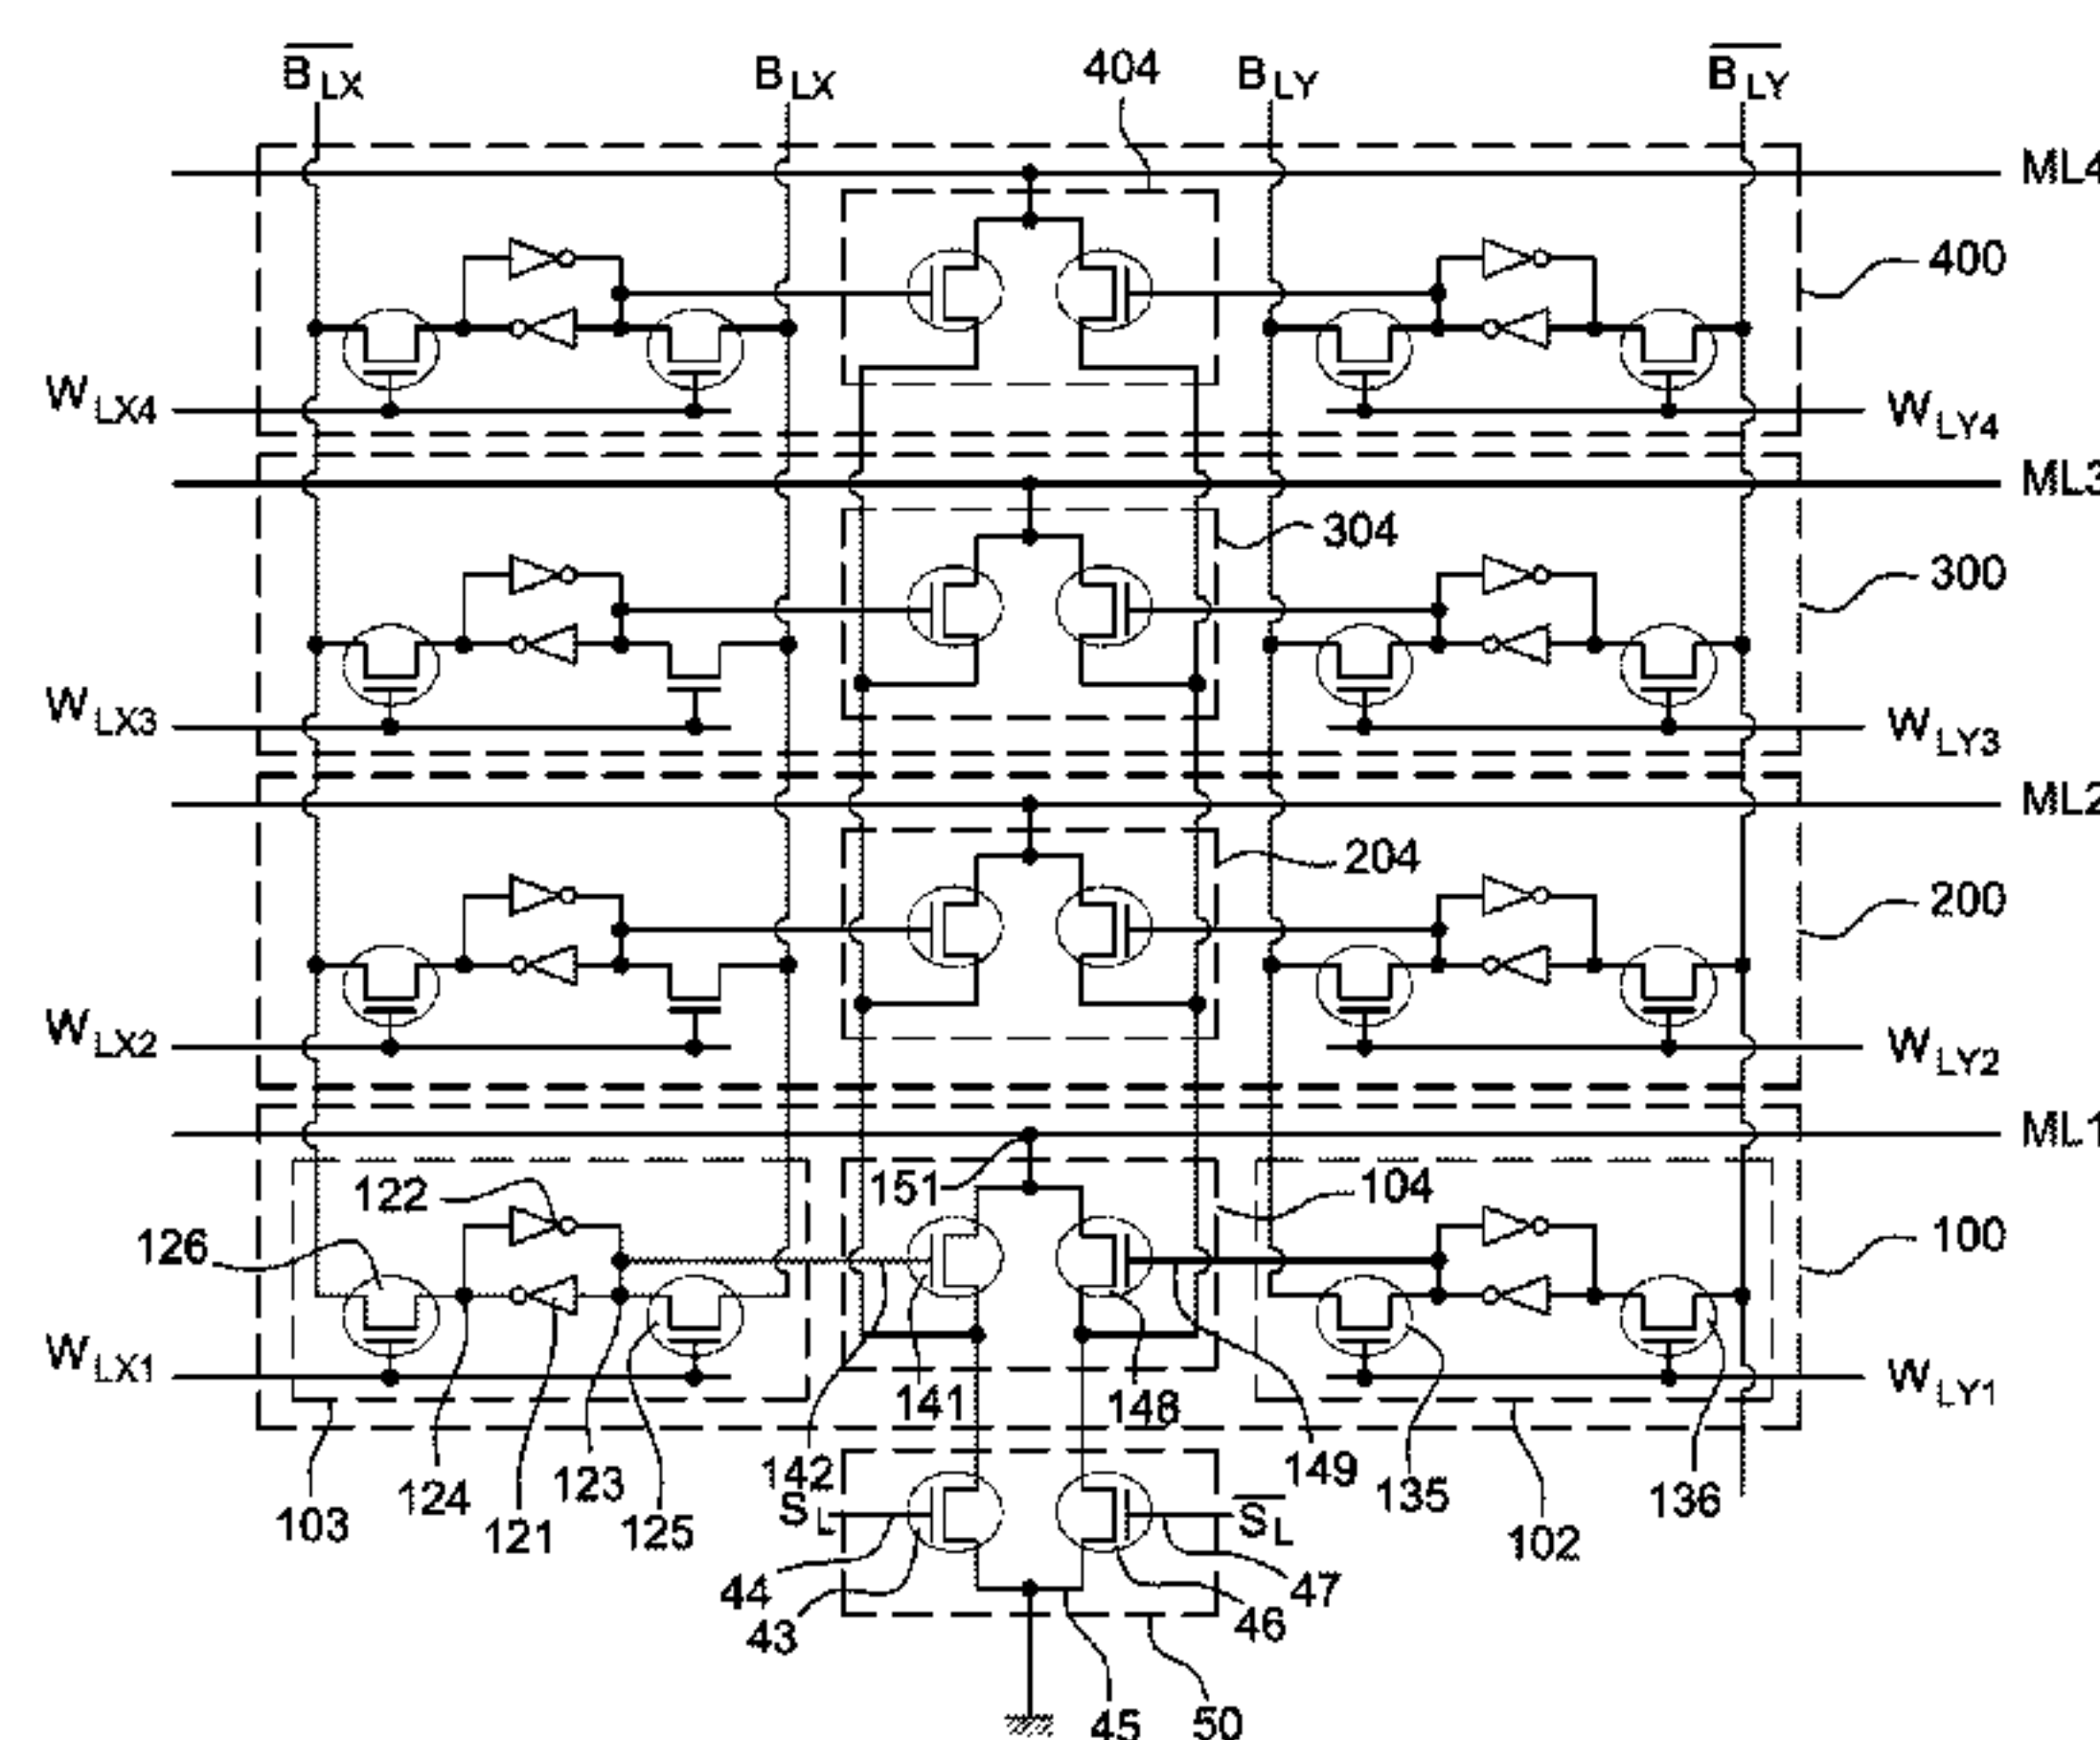 B̅L̅X̅ BLX 404 BLY B̅L̅Y̅
ML4
400
WLX4 WLY4
ML3
304
300
WLX3 WLY3
ML2
204
200
WLX2 WLY2
ML1
151 104
122
126 100
WLX1 141 148 WLY1
142 149
124 123 135 136
103 121 125 SL S̅L̅ 102
44 47
43 46
45 50